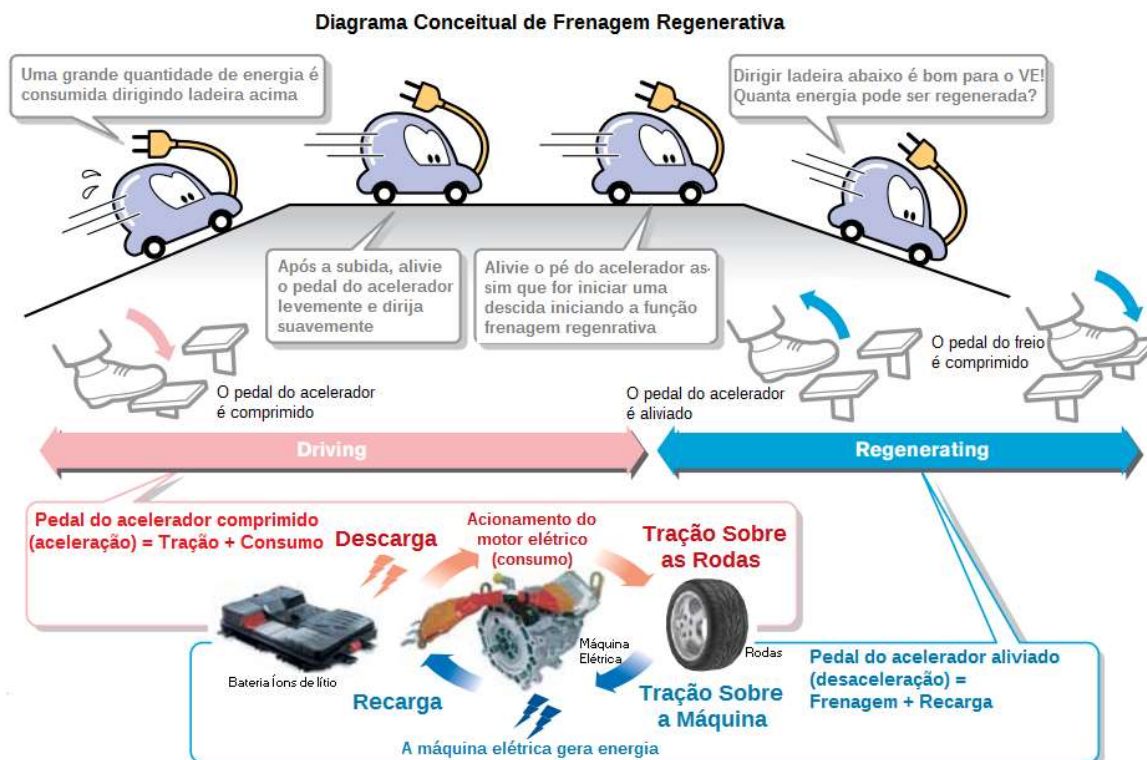 Diagrama Conceitual de Frenagem Regenerativa
Uma grande quantidade de energia é
consumida dirigindo ladeira acima
Dirigir ladeira abaixo é bom para o VE!
Quanta energia pode ser regenerada?
Após a subida, alivie
o pedal do acelerador
levemente e dirija
suavemente
Alivie o pé do acelerador as-
sim que for iniciar uma
descida iniciando a função
frenagem regenrativa
O pedal do acelerador
é comprimido
O pedal do acelerador
é aliviado
O pedal do freio
é comprimido
Driving
Regenerating
Pedal do acelerador comprimido
(aceleração) = Tração + Consumo
Descarga
Acionamento do
motor elétrico
(consumo)
Tração Sobre
as Rodas
Bateria Íons de lítio
Máquina
Elétrica
Rodas
Recarga
Tração Sobre
a Máquina
A máquina elétrica gera energia
Pedal do acelerador aliviado
(desaceleração) =
Frenagem + Recarga